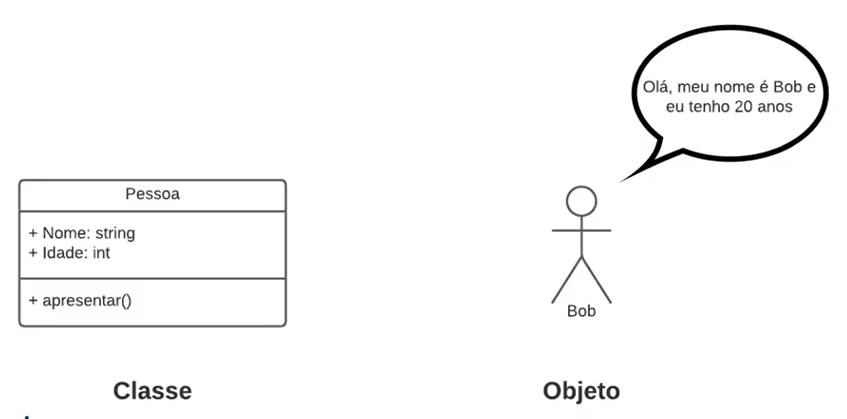 Olá, meu nome é Bob e
eu tenho 20 anos
Pessoa
+ Nome: string
+ Idade: int
+ apresentar()
Bob
Classe
Objeto